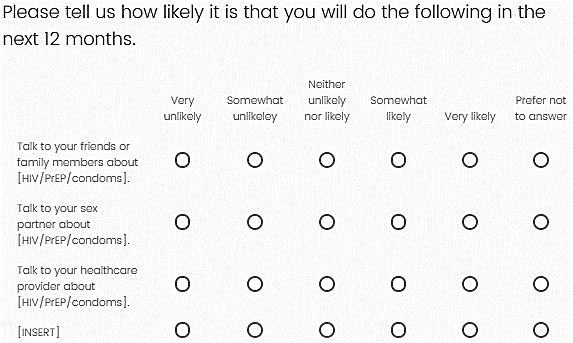 Please tell us how likely it is that you will do the following in the
next 12 months.
Very unlikely
Somewhat unlikeley
Neither unlikely nor likely
Somewhat likely
Very likely
Prefer not to answer
Talk to your friends or
family members about
[HIV/PrEP/condoms].
Talk to your sex
partner about
[HIV/PrEP/condoms].
Talk to your healthcare
provider about
[HIV/PrEP/condoms].
[INSERT]